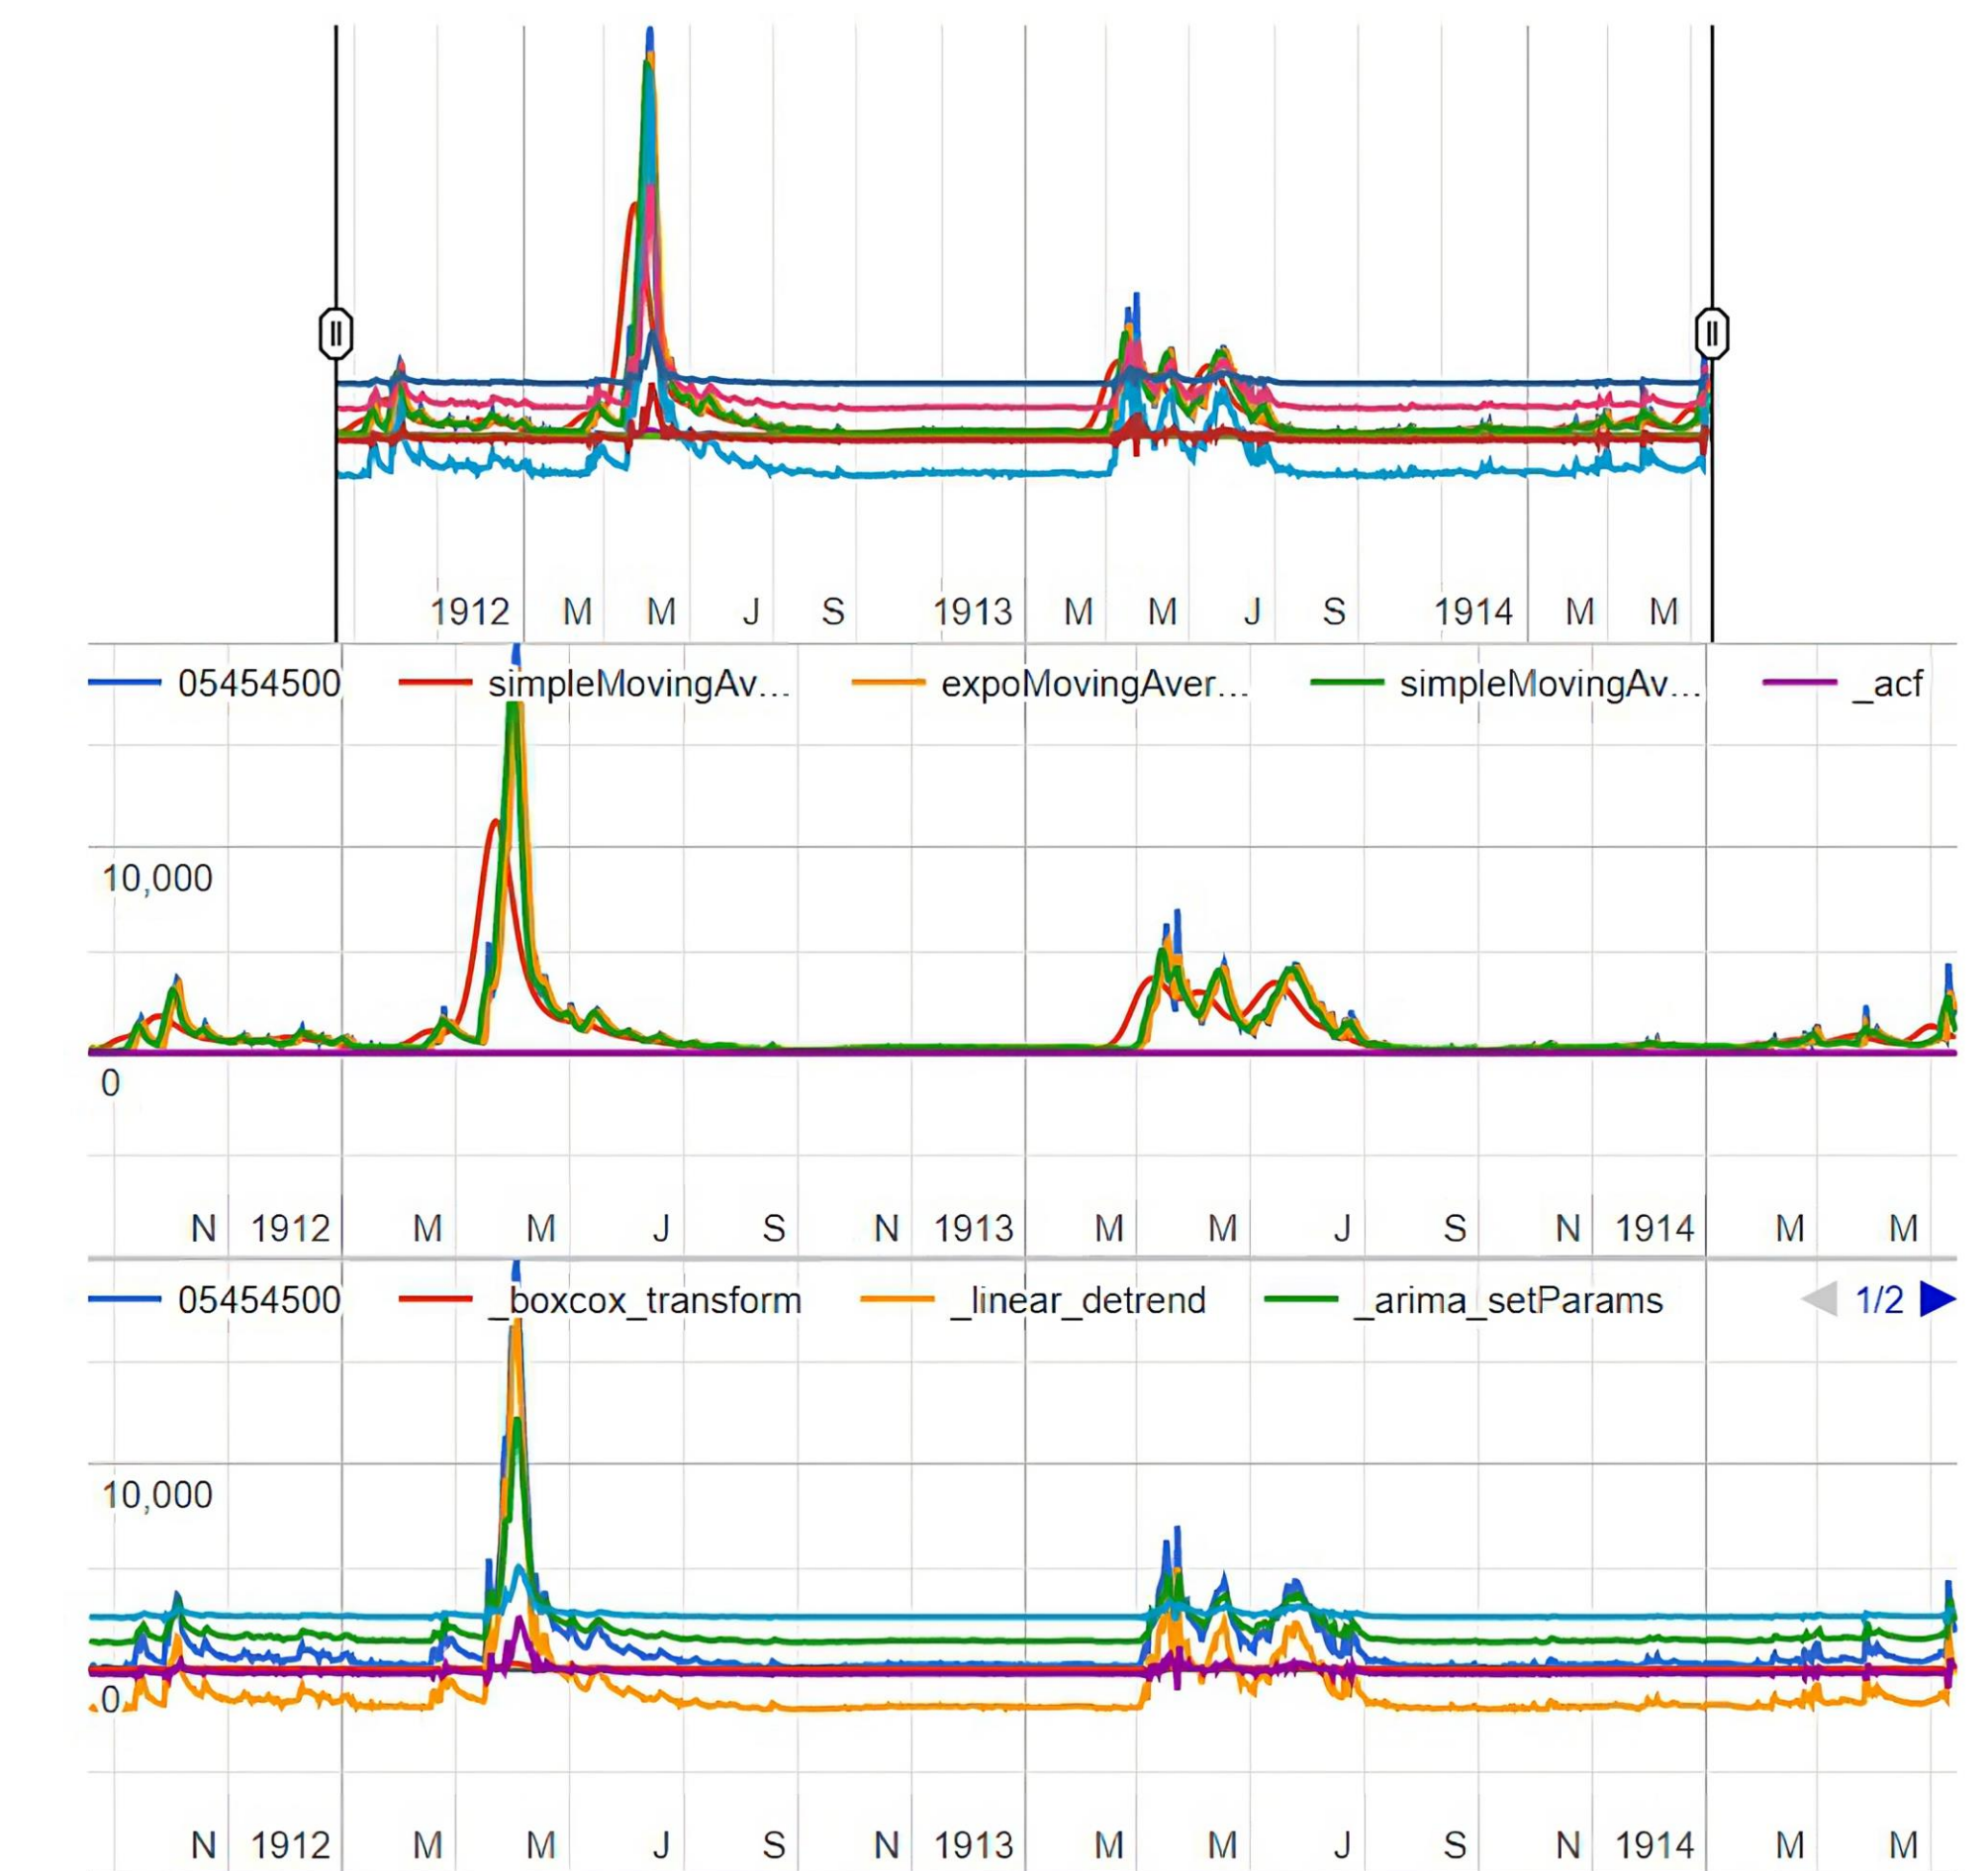 1912 M M J S 1913 M M J S 1914 M M
05454500 simpleMovingAv... expoMovingAver... simpleMovingAv... _acf
10,000
0
N 1912 M M J S N 1913 M M J S N 1914 M M
05454500 _boxcox_transform _linear_detrend _arima_setParams 1/2
10,000
0
N 1912 M M J S N 1913 M M J S N 1914 M M